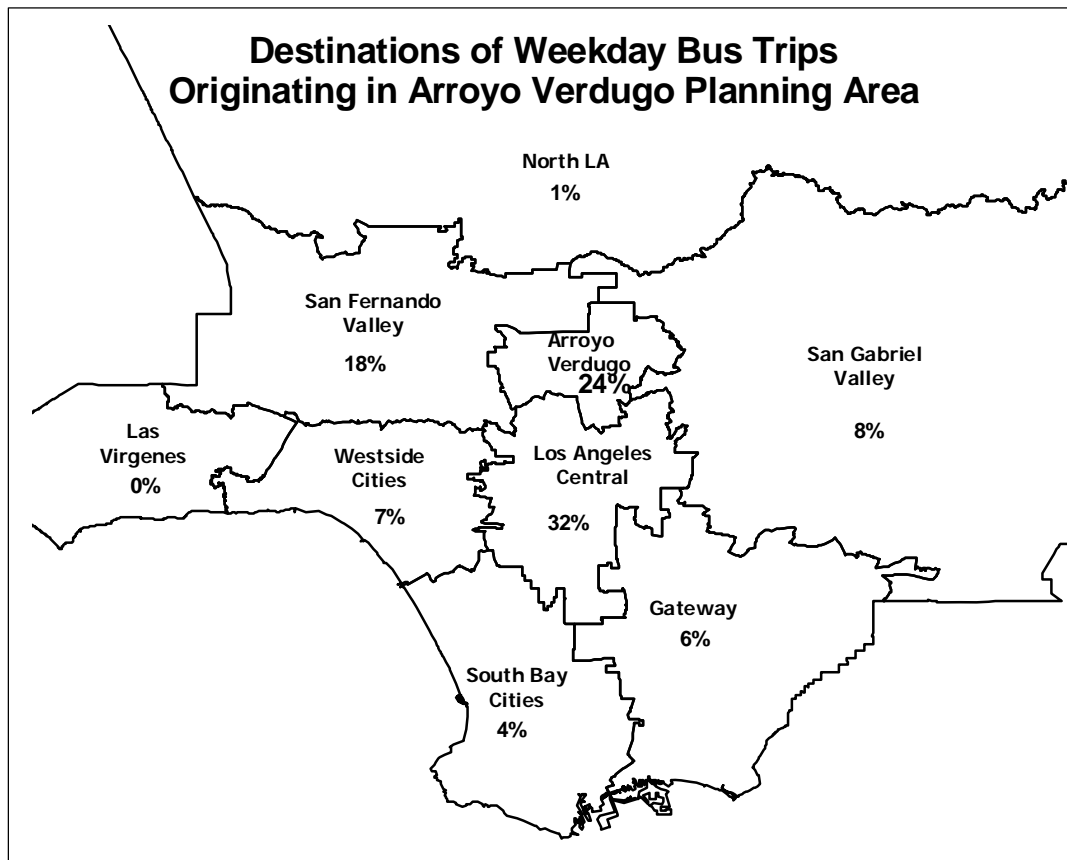 Destinations of Weekday Bus Trips
Originating in Arroyo Verdugo Planning Area
North LA
1%
San Fernando
Valley
18%
Arroyo
Verdugo
24%
San Gabriel
Valley
8%
Las
Virgenes
0%
Westside
Cities
7%
Los Angeles
Central
32%
Gateway
6%
South Bay
Cities
4%